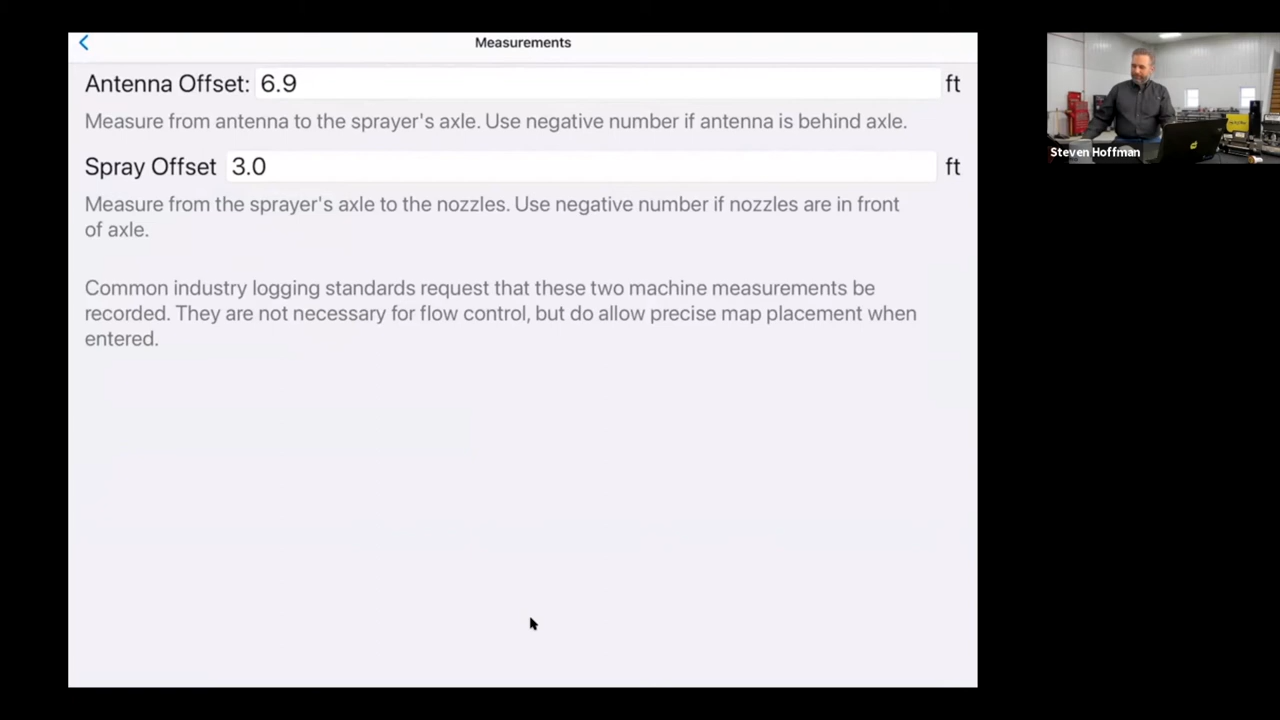 Measurements
Antenna Offset: 6.9 ft
Measure from antenna to the sprayer's axle. Use negative number if antenna is behind axle.
Spray Offset 3.0 ft
Measure from the sprayer's axle to the nozzles. Use negative number if nozzles are in front
of axle.
Common industry logging standards request that these two machine measurements be
recorded. They are not necessary for flow control, but do allow precise map placement when
entered.
Steven Hoffman